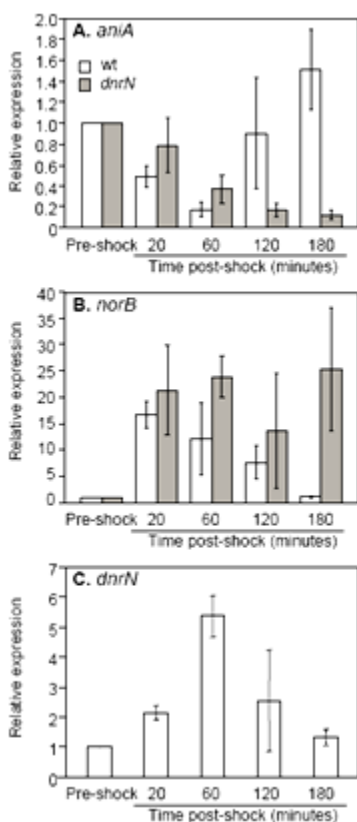 A. aniA
wt
dnrN
Relative expression
2.0
1.8
1.6
1.4
1.2
1.0
0.8
0.6
0.4
0.2
0
Pre-shock 20 60 120 180
Time post-shock (minutes)
B. norB
Relative expression
40
35
30
25
20
15
10
5
0
Pre-shock 20 60 120 180
Time post-shock (minutes)
C. dnrN
Relative expression
7
6
5
4
3
2
1
0
Pre-shock 20 60 120 180
Time post-shock (minutes)